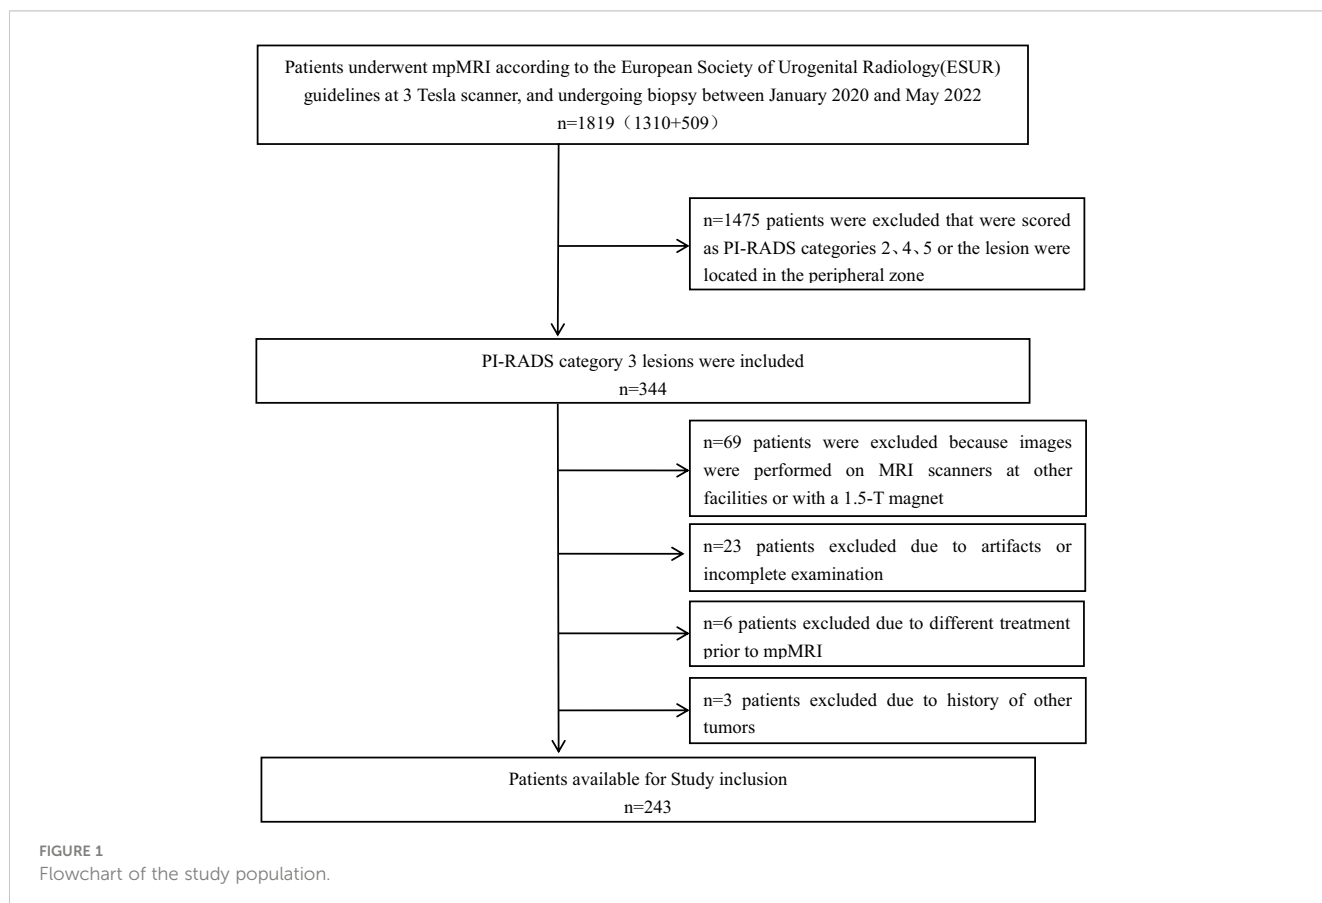 Patients underwent mpMRI according to the European Society of Urogenital Radiology(ESUR)
guidelines at 3 Tesla scanner, and undergoing biopsy between January 2020 and May 2022
n=1819（1310+509）
n=1475 patients were excluded that were scored
as PI-RADS categories 2、4、5 or the lesion were
located in the peripheral zone
PI-RADS category 3 lesions were included
n=344
n=69 patients were excluded because images
were performed on MRI scanners at other
facilities or with a 1.5-T magnet
n=23 patients excluded due to artifacts or
incomplete examination
n=6 patients excluded due to different treatment
prior to mpMRI
n=3 patients excluded due to history of other
tumors
Patients available for Study inclusion
n=243
FIGURE 1
Flowchart of the study population.